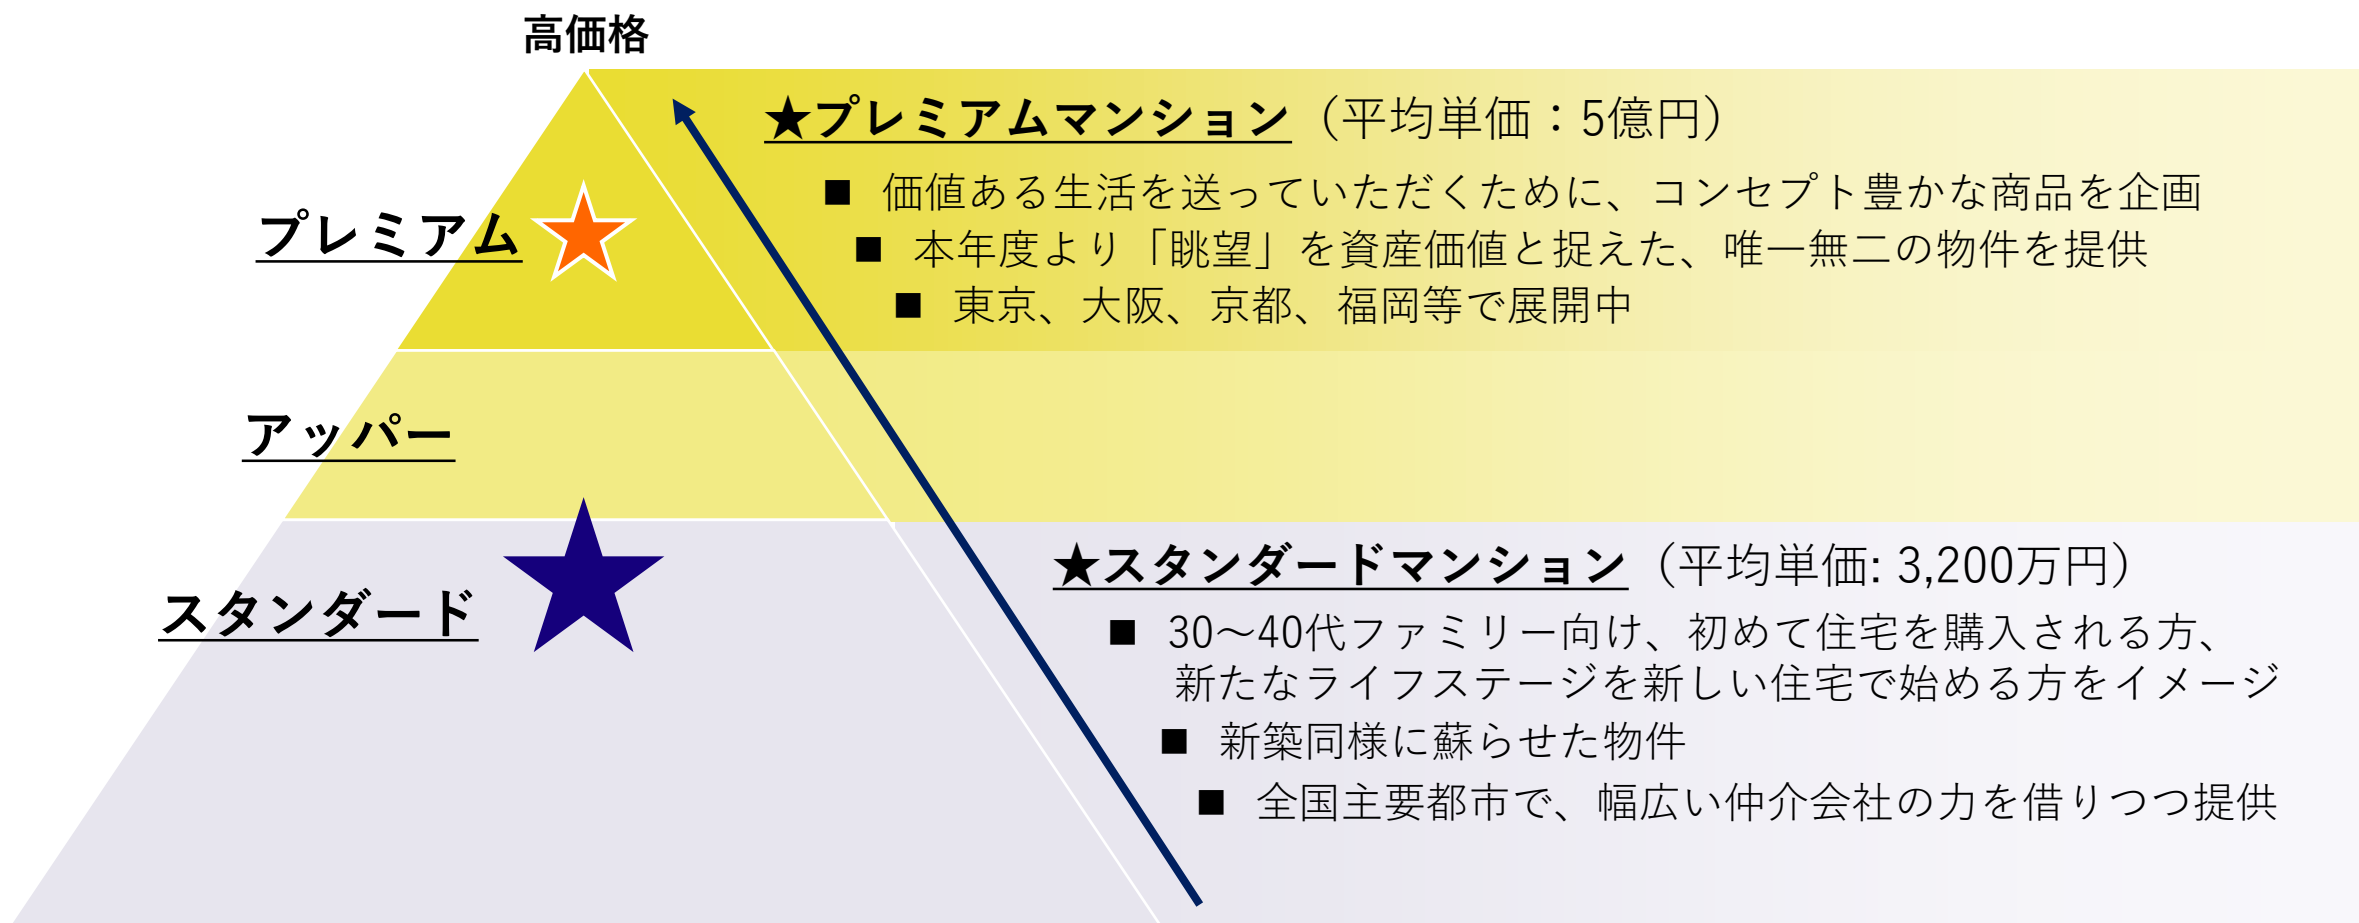 高価格
★プレミアムマンション（平均単価：5億円）
■ 価値ある生活を送っていただくために、コンセプト豊かな商品を企画
■ 本年度より「眺望」を資産価値と捉えた、唯一無二の物件を提供
■ 東京、大阪、京都、福岡等で展開中
プレミアム
アッパー
スタンダード
★スタンダードマンション（平均単価: 3,200万円）
■ 30～40代ファミリー向け、初めて住宅を購入される方、
新たなライフステージを新しい住宅で始める方をイメージ
■ 新築同様に蘇らせた物件
■ 全国主要都市で、幅広い仲介会社の力を借りつつ提供